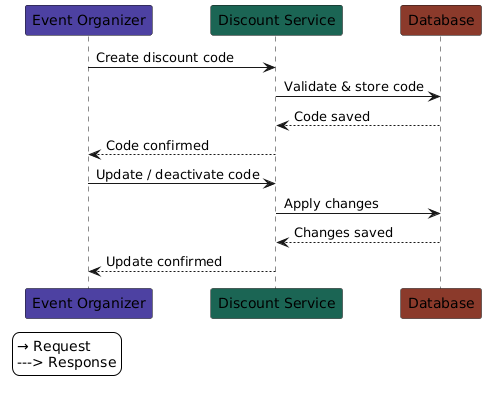 Event Organizer Discount Service Database
Create discount code
Validate & store code
Code saved
Code confirmed
Update / deactivate code
Apply changes
Changes saved
Update confirmed
Event Organizer Discount Service Database
→ Request
---> Response